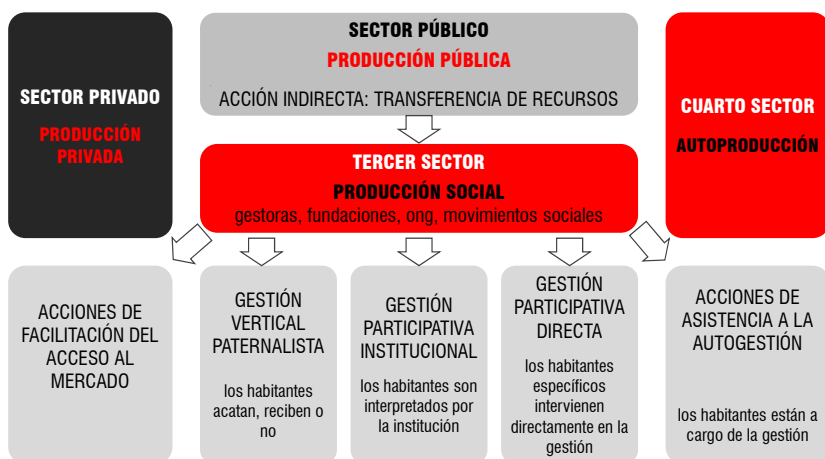 SECTOR PRIVADO
PRODUCCIÓN
PRIVADA
SECTOR PÚBLICO
PRODUCCIÓN PÚBLICA
ACCIÓN INDIRECTA: TRANSFERENCIA DE RECURSOS
CUARTO SECTOR
AUTOPRODUCCIÓN
TERCER SECTOR
PRODUCCIÓN SOCIAL
gestoras, fundaciones, ong, movimientos sociales
ACCIONES DE
FACILITACIÓN DEL
ACCESO AL
MERCADO
GESTIÓN
VERTICAL
PATERNALISTA
los habitantes
acatan, reciben o
no
GESTIÓN
PARTICIPATIVA
INSTITUCIONAL
los habitantes son
interpretados por
la institución
GESTIÓN
PARTICIPATIVA
DIRECTA
los habitantes
específicos
intervienen
directamente en la
gestión
ACCIONES DE
ASISTENCIA A LA
AUTOGESTIÓN
los habitantes están a
cargo de la gestión